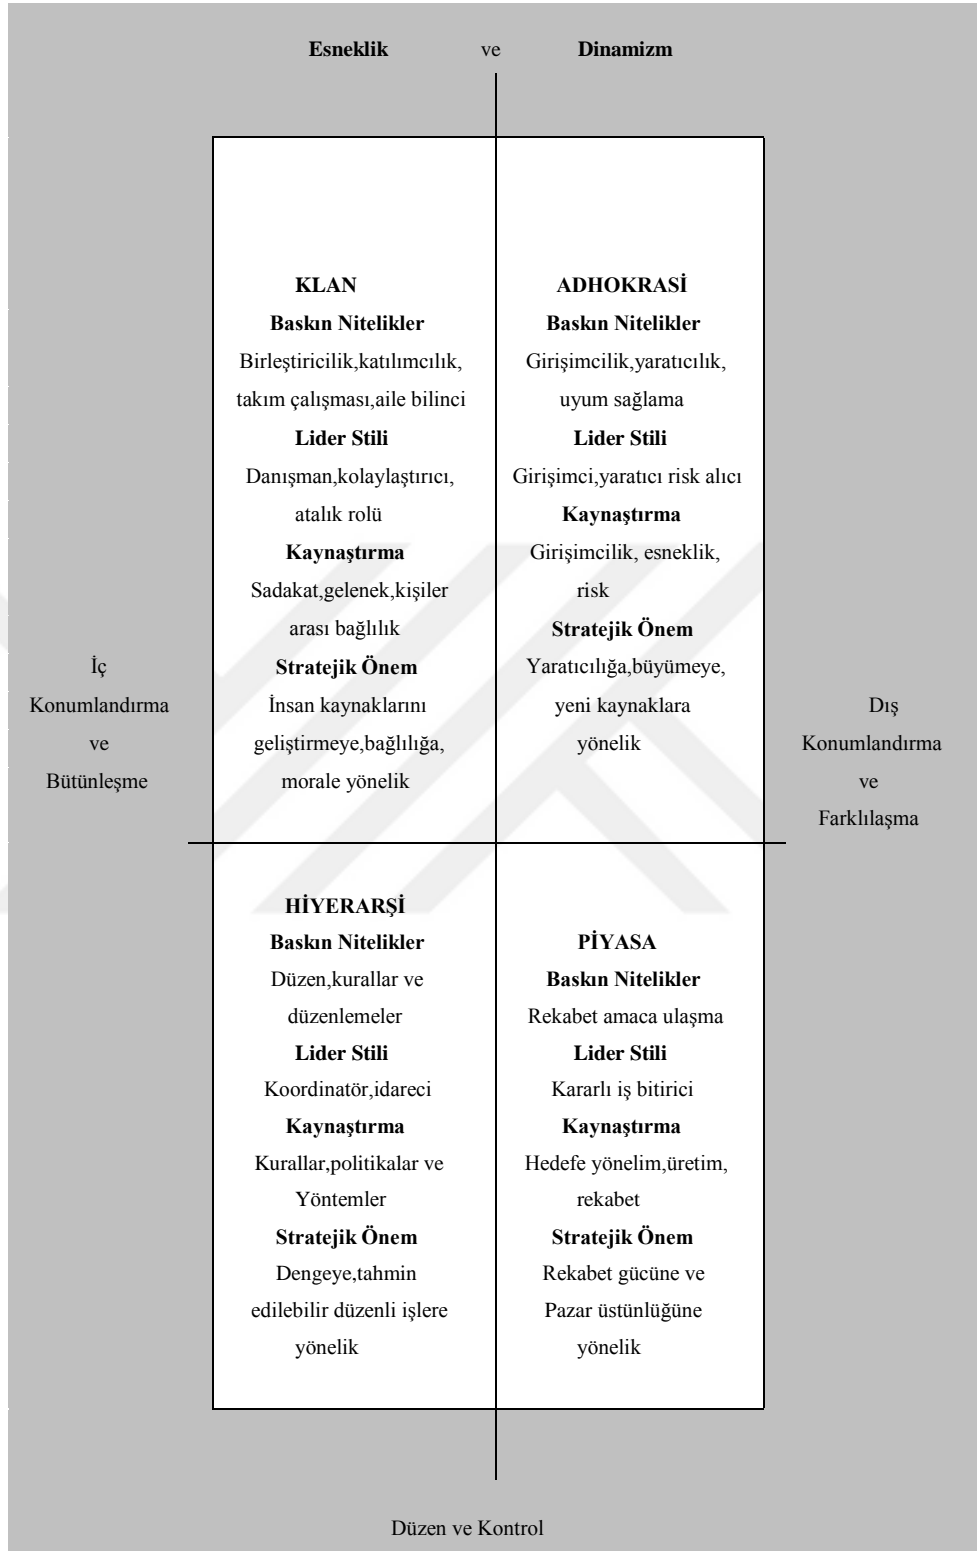 Esneklik ve Dinamizm
KLAN
Baskın Nitelikler
Birleştiricilik,katılımcılık,
takım çalışması,aile bilinci
Lider Stili
Danışman,kolaylaştırıcı,
atalık rolü
Kaynaştırma
Sadakat,gelenek,kişiler
arası bağlılık
Stratejik Önem
İnsan kaynaklarını
geliştirmeye,bağlılığa,
morale yönelik
ADHOKRASİ
Baskın Nitelikler
Girişimcilik,yaratıcılık,
uyum sağlama
Lider Stili
Girişimci,yaratıcı risk alıcı
Kaynaştırma
Girişimcilik, esneklik,
risk
Stratejik Önem
Yaratıcılığa,büyümeye,
yeni kaynaklara
yönelik
İç
Konumlandırma
ve
Bütünleşme
Dış
Konumlandırma
ve
Farklılaşma
HİYERARŞİ
Baskın Nitelikler
Düzen,kurallar ve
düzenlemeler
Lider Stili
Koordinatör,idareci
Kaynaştırma
Kurallar,politikalar ve
Yöntemler
Stratejik Önem
Dengeye,tahmin
edilebilir düzenli işlere
yönelik
PİYASA
Baskın Nitelikler
Rekabet amaca ulaşma
Lider Stili
Kararlı iş bitirici
Kaynaştırma
Hedefe yönelim,üretim,
rekabet
Stratejik Önem
Rekabet gücüne ve
Pazar üstünlüğüne
yönelik
Düzen ve Kontrol